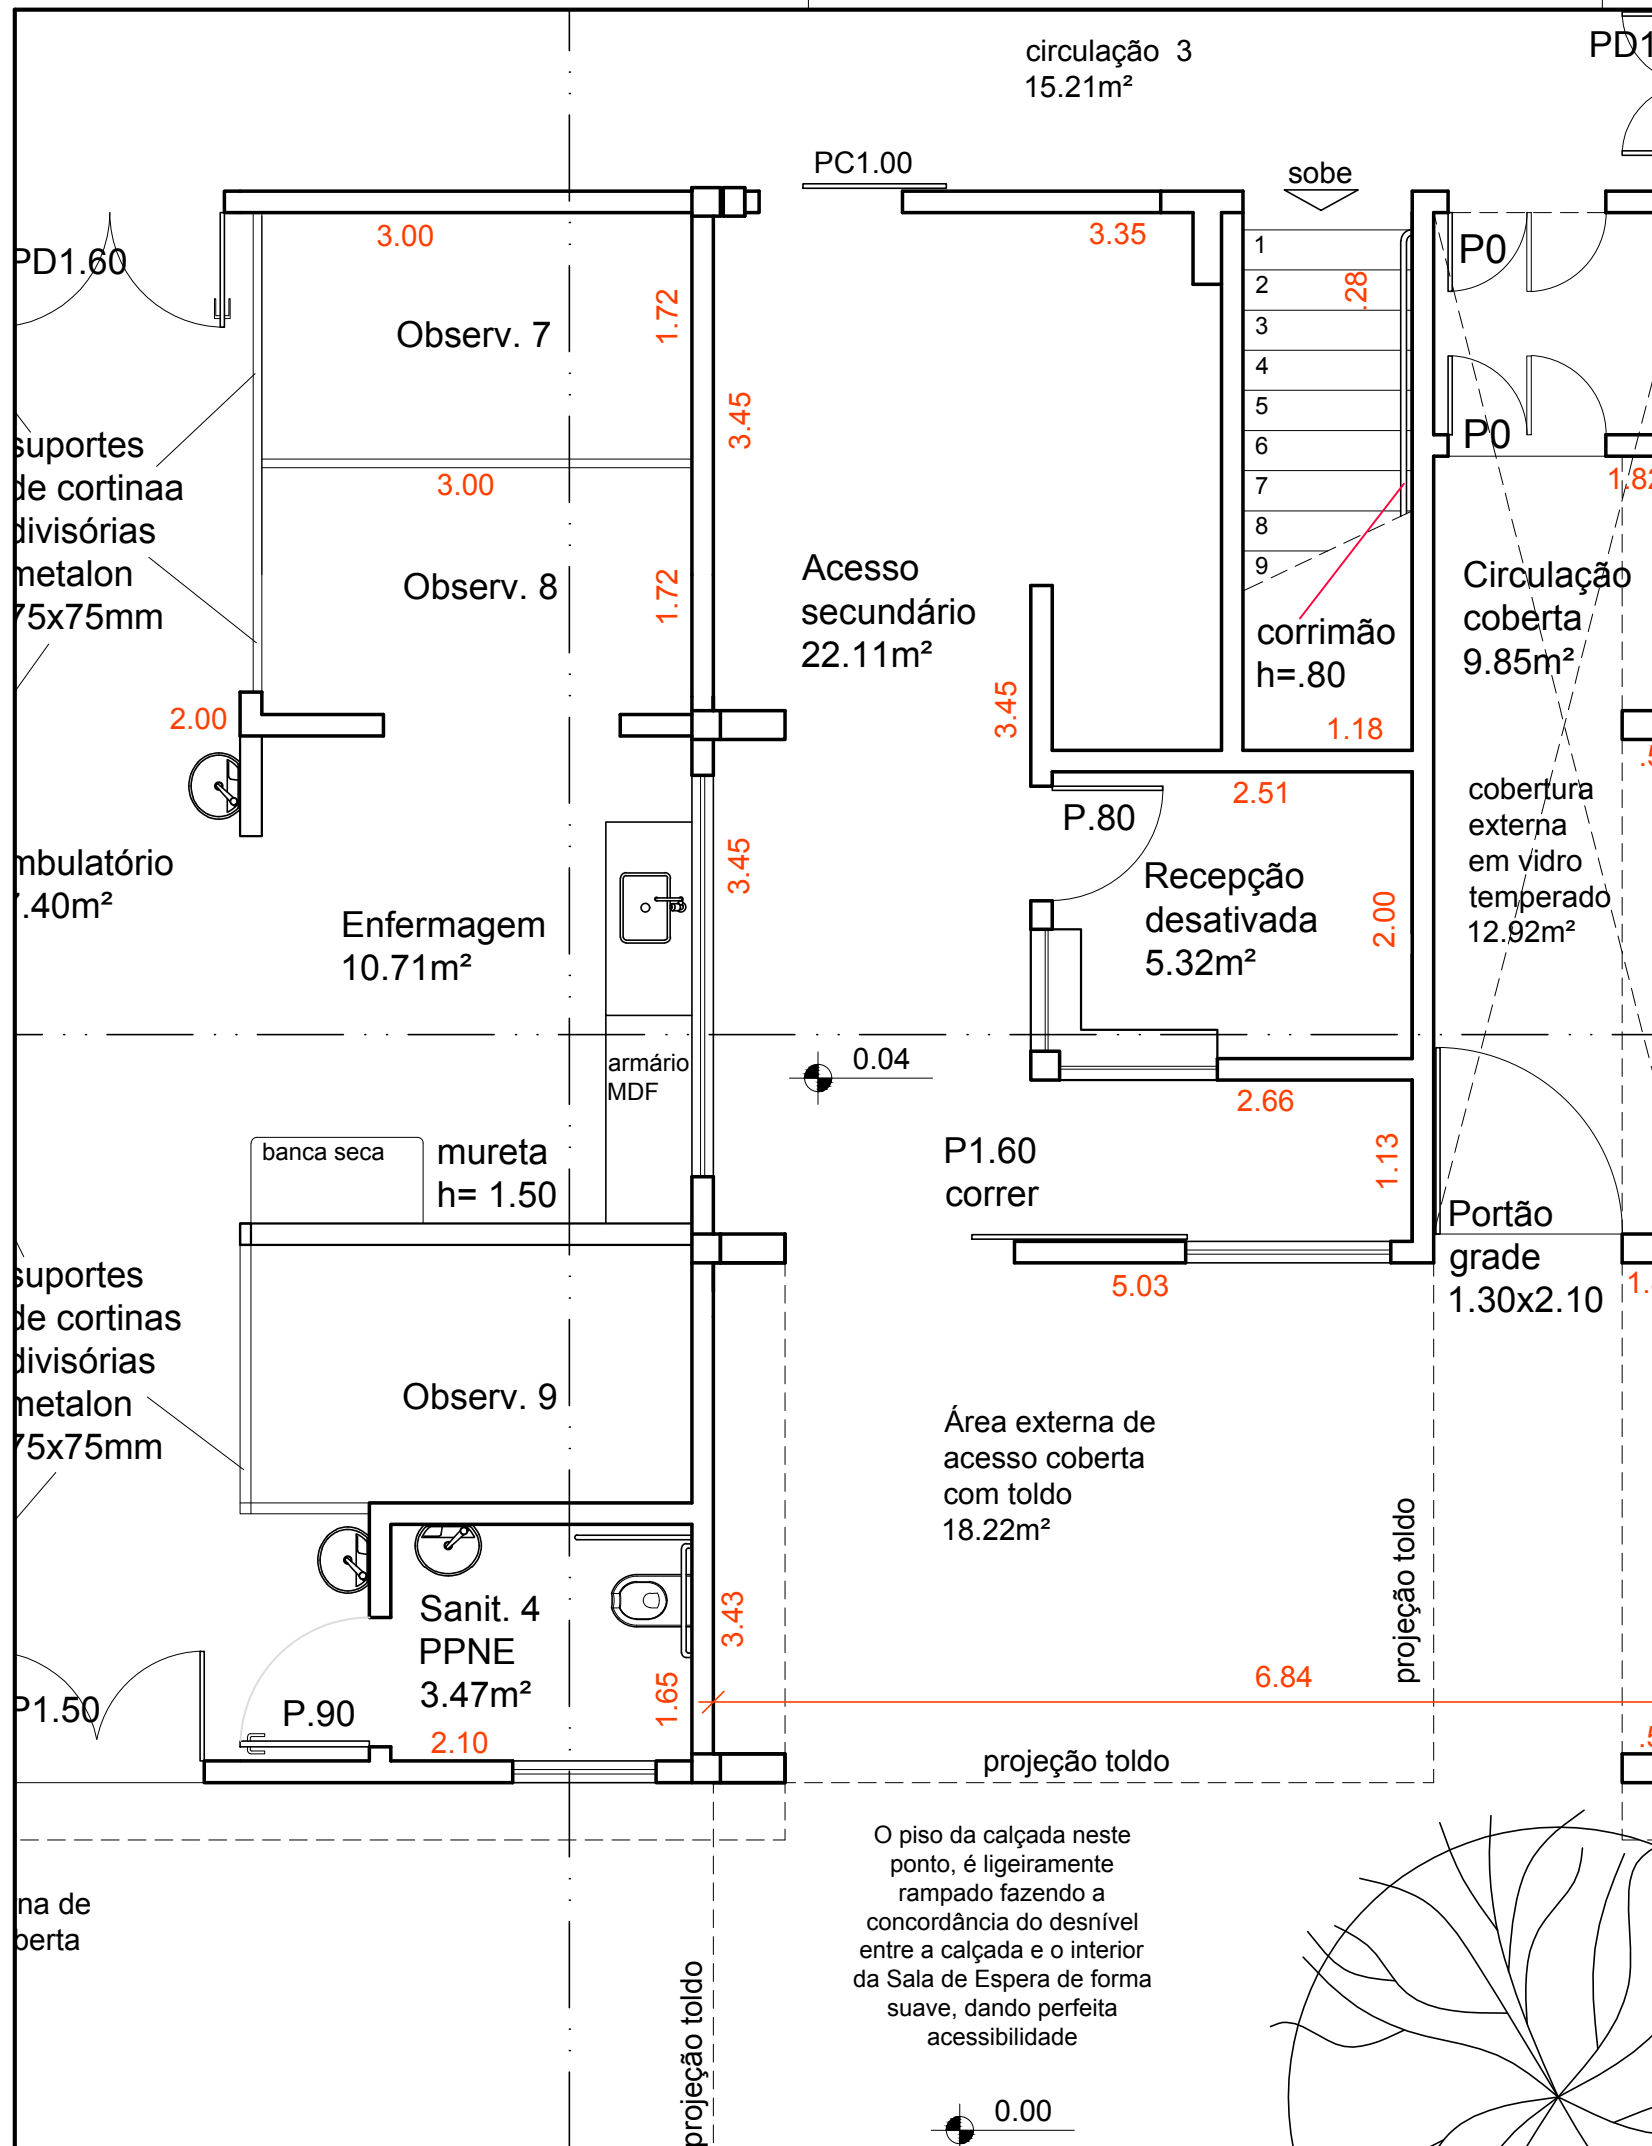 circulação 3
15.21m²
PD1
PC1.00
sobe
3.00
3.35
PD1.60
P0
1
2
3
4
5
6
7
8
9
.28
Observ. 7
1.72
3.45
P0
suportes
de cortinaa
divisórias
metalon
75x75mm
3.00
1.82
Observ. 8
1.72
Acesso
secundário
22.11m²
Circulação
coberta
9.85m²
corrimão
h=.80
3.45
2.00
1.18
2.51
P.80
cobertura
externa
em vidro
temperado
12.92m²
3.45
mbulatório
.40m²
Enfermagem
10.71m²
Recepção
desativada
5.32m²
2.00
armário
MDF
0.04
2.66
banca seca
mureta
h= 1.50
P1.60
correr
1.13
Portão
grade
1.30x2.10
suportes
de cortinas
divisórias
metalon
75x75mm
5.03
1.
Observ. 9
Área externa de
acesso coberta
com toldo
18.22m²
projeção toldo
Sanit. 4
PPNE
3.47m²
3.43
1.65
6.84
P1.50
P.90
2.10
.5
projeção toldo
O piso da calçada neste
ponto, é ligeiramente
rampado fazendo a
concordância do desnível
entre a calçada e o interior
da Sala de Espera de forma
suave, dando perfeita
acessibilidade
na de
berta
projeção toldo
0.00